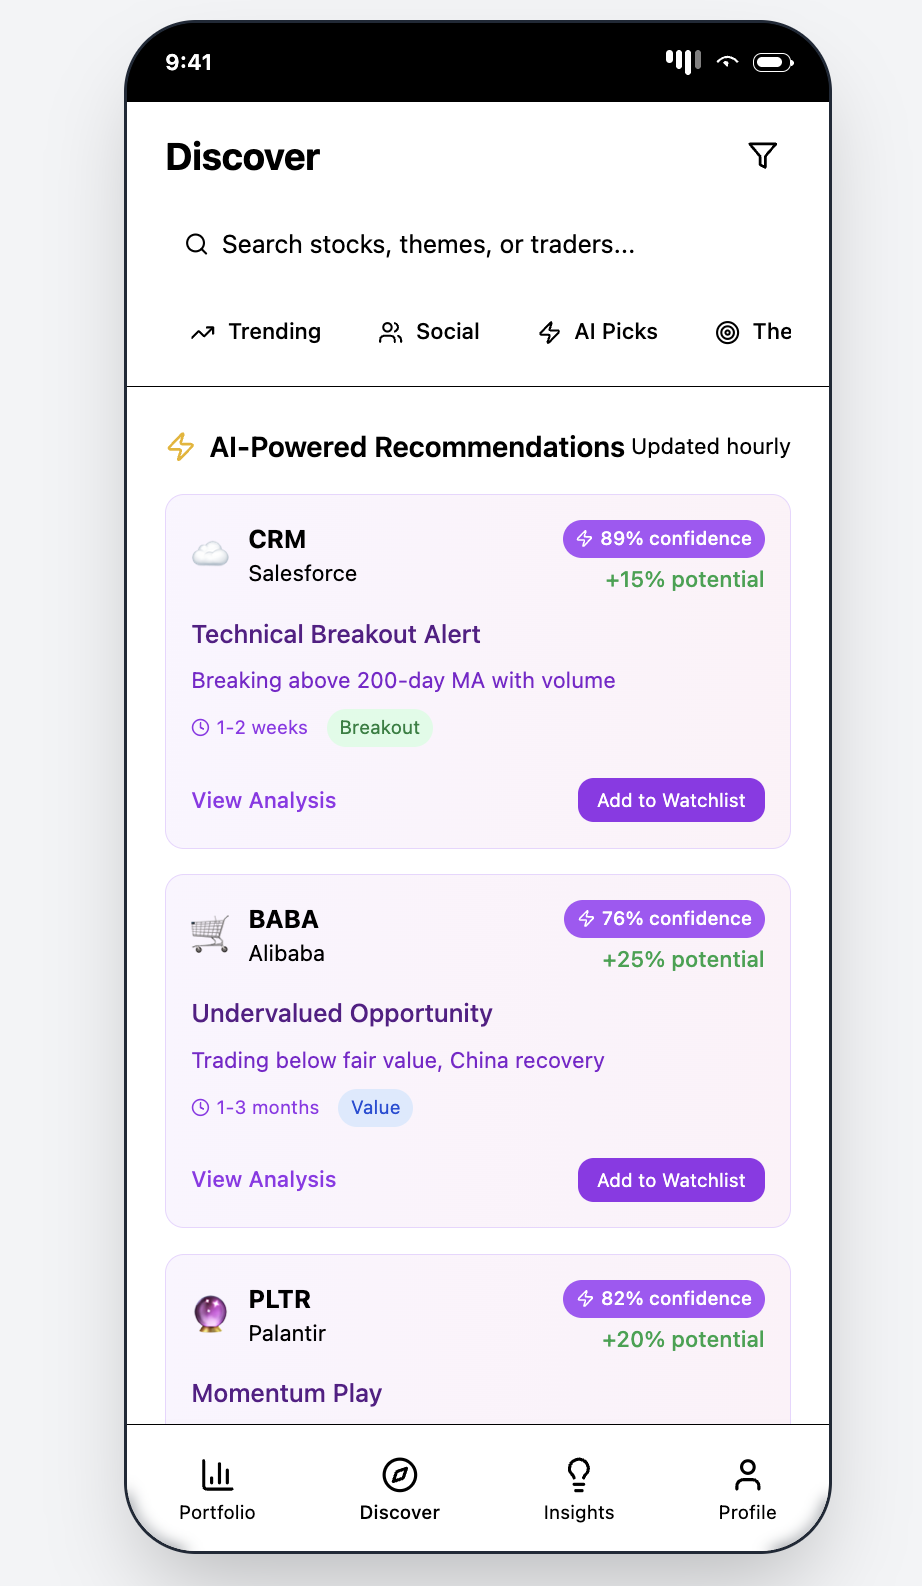 9:41
Discover
Search stocks, themes, or traders...
Trending
Social
AI Picks
The
AI-Powered Recommendations
Updated hourly
CRM
Salesforce
89% confidence
+15% potential
Technical Breakout Alert
Breaking above 200-day MA with volume
1-2 weeks
Breakout
View Analysis
Add to Watchlist
BABA
Alibaba
76% confidence
+25% potential
Undervalued Opportunity
Trading below fair value, China recovery
1-3 months
Value
View Analysis
Add to Watchlist
PLTR
Palantir
82% confidence
+20% potential
Momentum Play
Portfolio
Discover
Insights
Profile